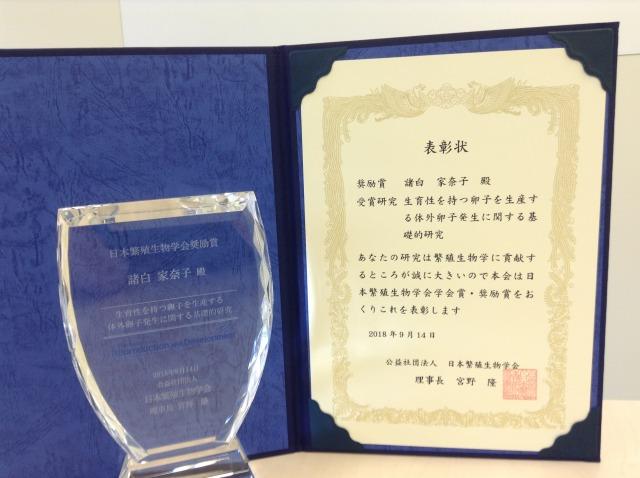 日本繁殖生物学会奨励賞
諸白 家奈子 殿
生育性を持つ卵子を生産する
体外卵子発生に関する基礎的研究
Reproduction and Development
2018年9月14日
公益社団法人
日本繁殖生物学会
理事長 宮野 隆
表彰状
奨励賞 諸白 家奈子 殿
受賞研究 生育性を持つ卵子を生産す
る体外卵子発生に関する基
礎的研究
あなたの研究は繁殖生物学に貢献す
るところが誠に大きいので本会は日
本繁殖生物学会学会賞・奨励賞をお
くりこれを表彰します
2018年9月14日
公益社団法人 日本繁殖生物学会
理事長 宮野 隆